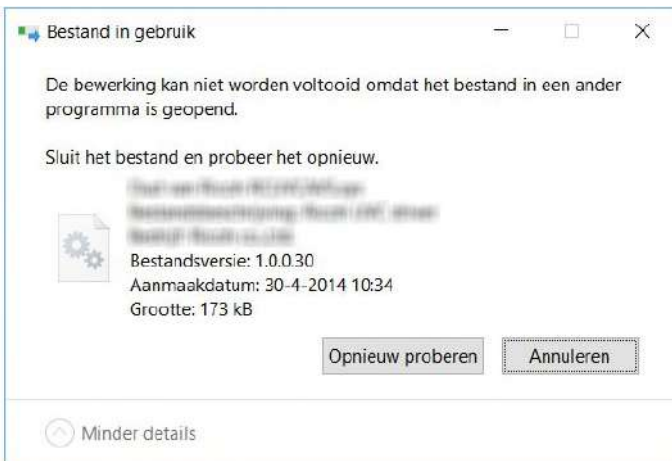 Bestand in gebruik
De bewerking kan niet worden voltooid omdat het bestand in een ander
programma is geopend.
Sluit het bestand en probeer het opnieuw.
Bestandsversie: 1.0.0.30
Aanmaakdatum: 30-4-2014 10:34
Grootte: 173 kB
Opnieuw proberen
Annuleren
Minder details